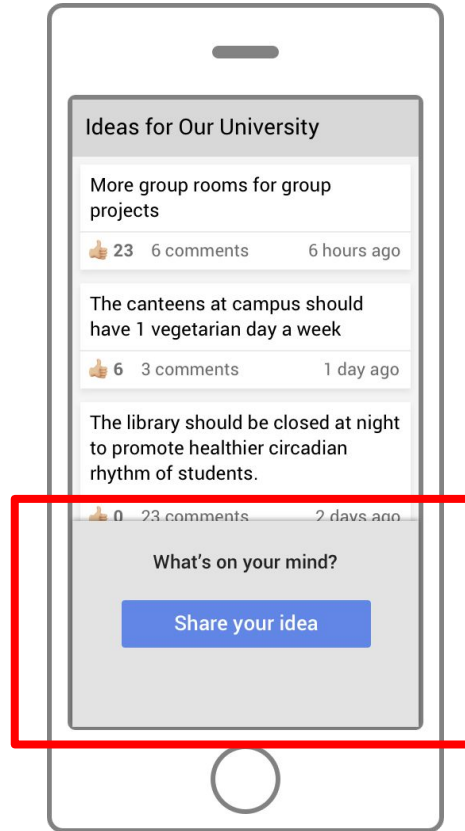 Ideas for Our University
More group rooms for group
projects
23 6 comments 6 hours ago
The canteens at campus should
have 1 vegetarian day a week
6 3 comments 1 day ago
The library should be closed at night
to promote healthier circadian
rhythm of students.
0 23 comments 2 days ago
What's on your mind?
Share your idea